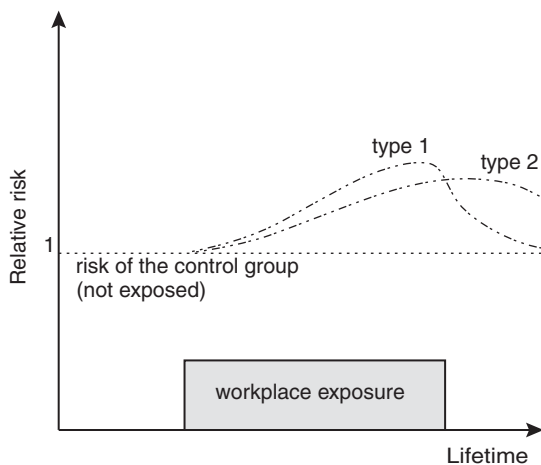 type 1
type 2
Relative risk
1
risk of the control group
(not exposed)
workplace exposure
Lifetime